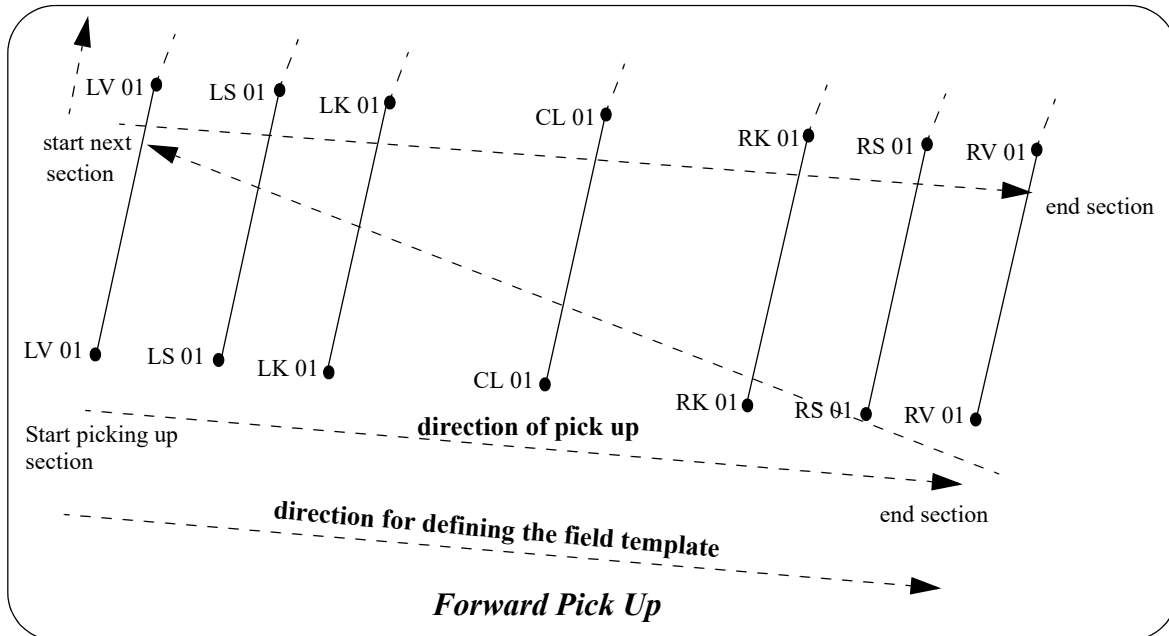 LV 01
LS 01
LK 01
CL 01
RK 01
RS 01
RV 01
start next
section
end section
LV 01
LS 01
LK 01
CL 01
RK 01
RS 01
RV 01
Start picking up
section
direction of pick up
end section
direction for defining the field template
Forward Pick Up